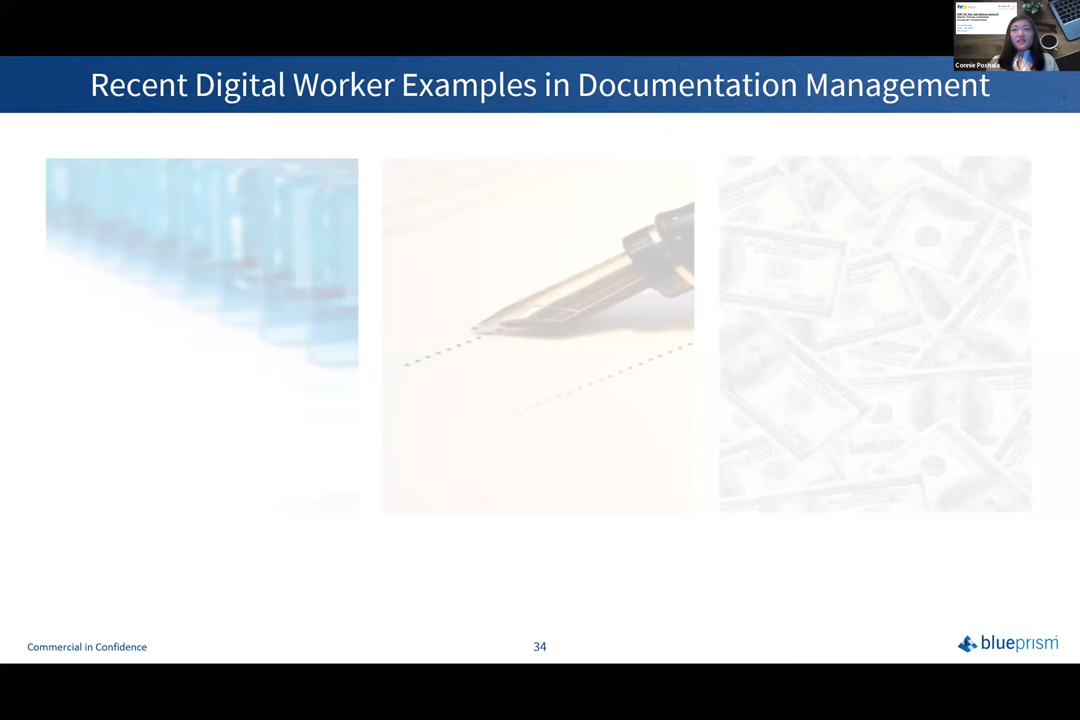 Recent Digital Worker Examples in Documentation Management
Connie Poshala
Commercial in Confidence
34
blueprism